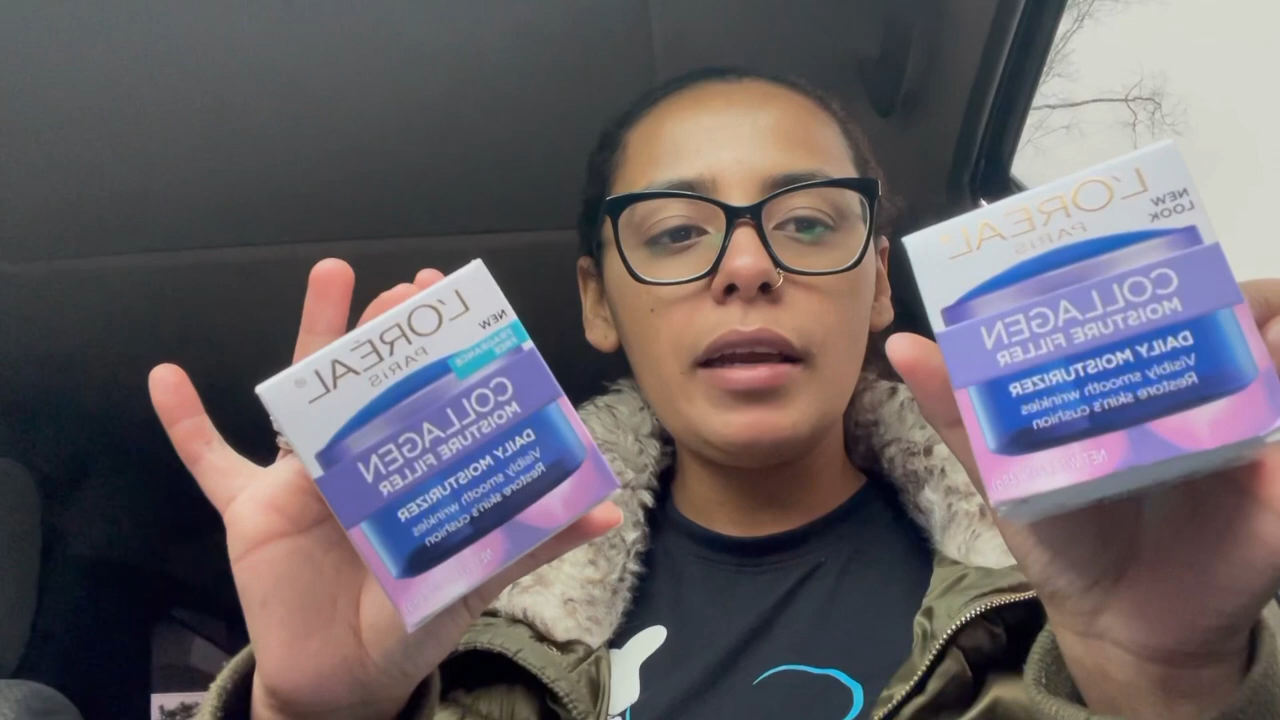 L'ORÉAL®
PARIS
NEW
FRAGRANCE
FREE
COLLAGEN
MOISTURE FILLER
DAILY MOISTURIZER
Visibly smooth wrinkles
Restore skin's cushion
L'ORÉAL
PARIS
NEW
LOOK
COLLAGEN
MOISTURE FILLER
DAILY MOISTURIZER
Visibly smooth wrinkles
Restore skin's cushion
NET